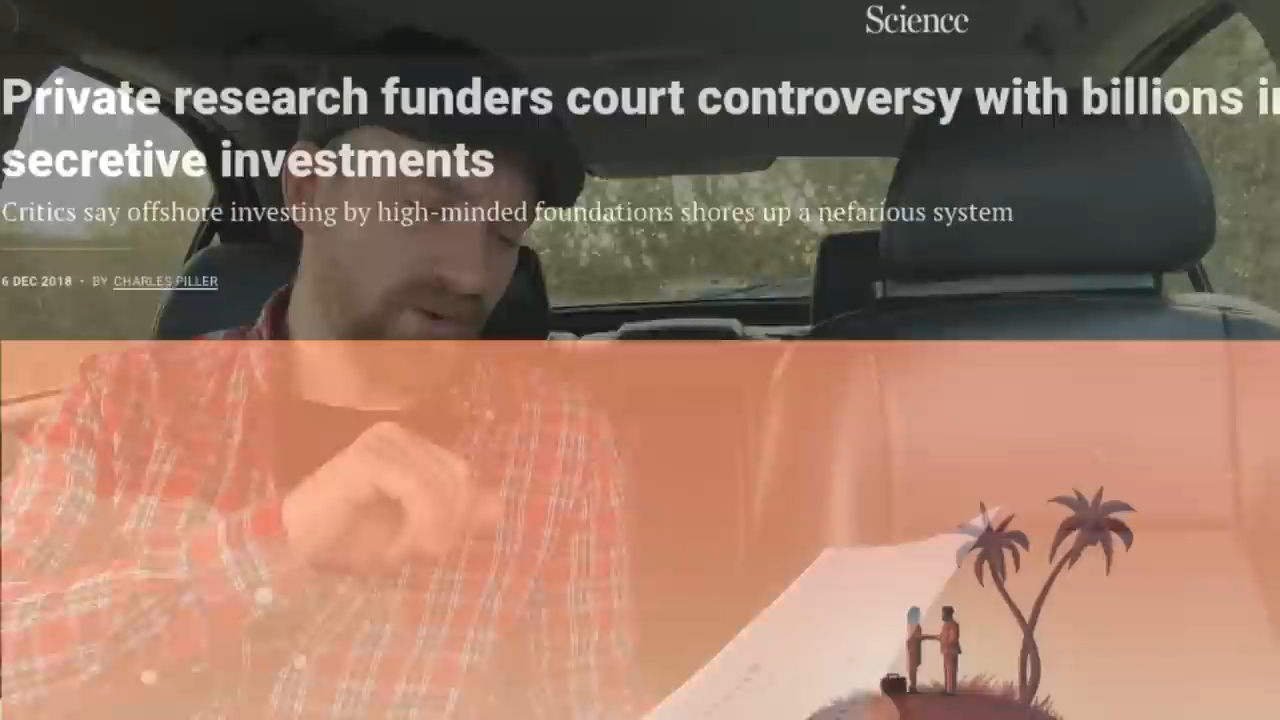 Science
Private research funders court controversy with billions in
secretive investments
Critics say offshore investing by high-minded foundations shores up a nefarious system
6 DEC 2018 · BY CHARLES PILLER